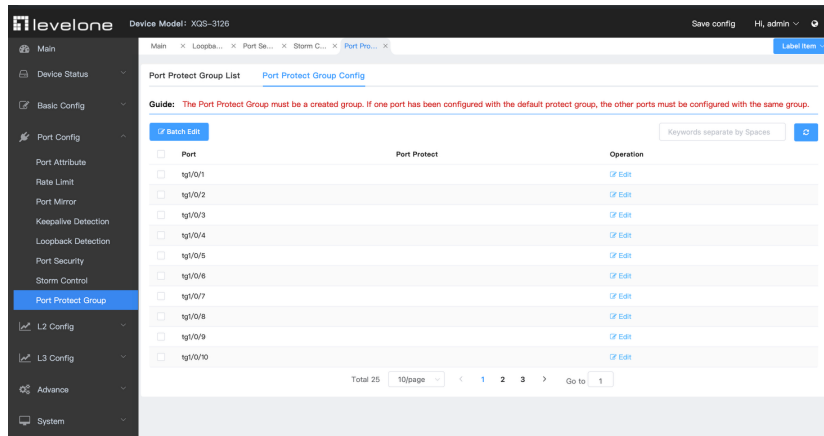 levelone
Device Model: XQS-3126
Save config
Hi, admin
Main
Device Status
Basic Config
Port Config
Port Attribute
Rate Limit
Port Mirror
Keepalive Detection
Loopback Detection
Port Security
Storm Control
Port Protect Group
L2 Config
L3 Config
Advance
System
Main × Loopba... × Port Se... × Storm C... × Port Pro... ×
Label Item
Port Protect Group List Port Protect Group Config
Guide: The Port Protect Group must be a created group. If one port has been configured with the default protect group, the other ports must be configured with the same group.
Batch Edit
Keywords separate by Spaces
Port Port Protect Operation
tg1/0/1 Edit
tg1/0/2 Edit
tg1/0/3 Edit
tg1/0/4 Edit
tg1/0/5 Edit
tg1/0/6 Edit
tg1/0/7 Edit
tg1/0/8 Edit
tg1/0/9 Edit
tg1/0/10 Edit
Total 25 10/page < 1 2 3 > Go to 1